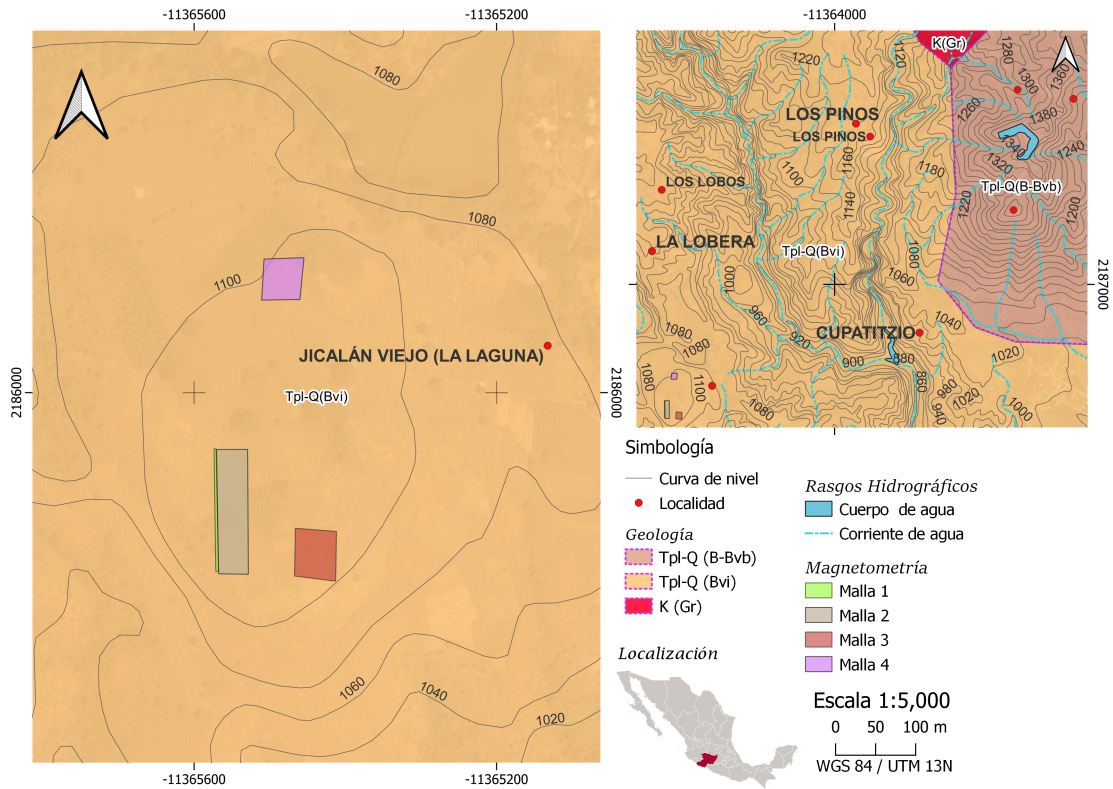 -11365600
-11365200
1080
1080
1100
JICALÁN VIEJO (LA LAGUNA)
Tpl-Q(Bvi)
2186000
2186000
1060
1040
1020
-11365600
-11365200
-11364000
K(Gr)
1220
1120
1280
1300
1360
1260
1380
LOS PINOS
LOS PINOS
1340
1240
1160
1320
1100
1180
LOS LOBOS
Tpl-Q(B-Bvb)
1140
1220
1200
LA LOBERA
Tpl-Q(Bvi)
1080
1000
1060
2187000
960
920
1040
1080
CUPATITZIO
1080
1020
900
880
1080
1100
860
980
1020
1000
1080
940
Simbología
Curva de nivel
Localidad
Geología
Tpl-Q (B-Bvb)
Tpl-Q (Bvi)
K (Gr)
Rasgos Hidrográficos
Cuerpo de agua
Corriente de agua
Magnetometría
Malla 1
Malla 2
Malla 3
Malla 4
Localización
Escala 1:5,000
0 50 100 m
WGS 84 / UTM 13N